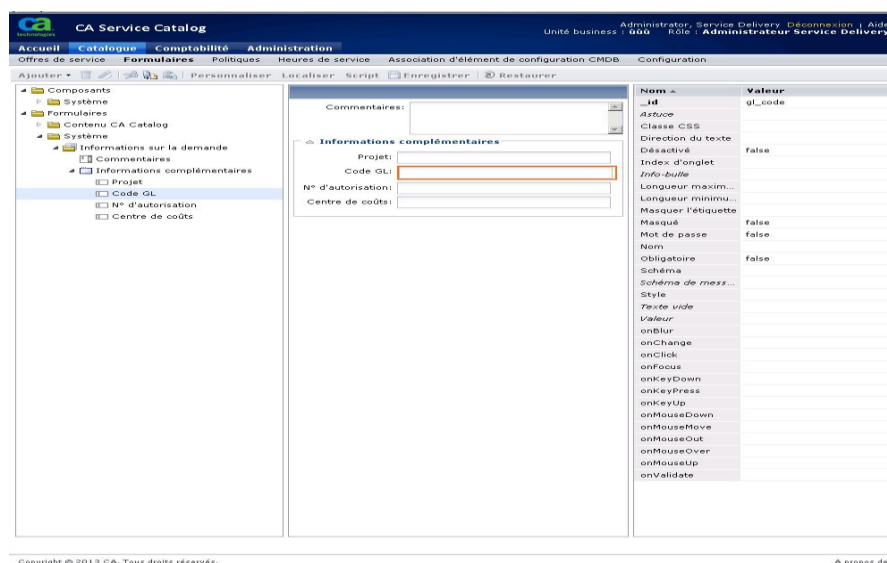 ca
technologies
CA Service Catalog
Administrator, Service Delivery Déconnexion | Aide
Unité business : ûûû Rôle : Administrateur Service Delivery
Accueil Catalogue Comptabilité Administration
Offres de service Formulaires Politiques Heures de service Association d'élément de configuration CMDB Configuration
Ajouter Personnaliser Localiser Script Enregistrer Restaurer
Composants
Système
Formulaires
Contenu CA Catalog
Système
Informations sur la demande
Commentaires
Informations complémentaires
Projet
Code GL
N° d'autorisation
Centre de coûts
Commentaires:
Informations complémentaires
Projet:
Code GL:
N° d'autorisation:
Centre de coûts:
Nom Valeur
_id gl_code
Astuce
Classe CSS
Direction du texte
Désactivé false
Index d'onglet
Info-bulle
Longueur maxim...
Longueur minimu...
Masquer l'étiquette
Masqué false
Mot de passe false
Nom
Obligatoire false
Schéma
Schéma de mess...
Style
Texte vide
Valeur
onBlur
onChange
onClick
onFocus
onKeyDown
onKeyPress
onKeyUp
onMouseDown
onMouseMove
onMouseOut
onMouseOver
onMouseUp
onValidate
Copyright © 2013 CA. Tous droits réservés. A propos de